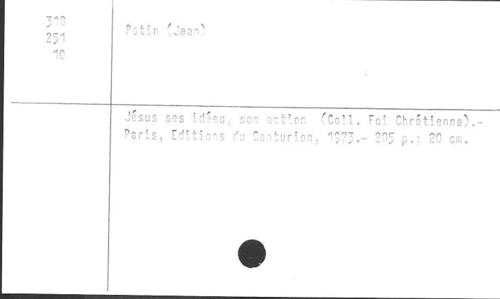 318
251
10
Potin (Jean)
Jésus ses idées, son action (Coll. Foi Chrétienne).-
Paris, Editions du Centurion, 1973.- 205 p.; 20 cm.